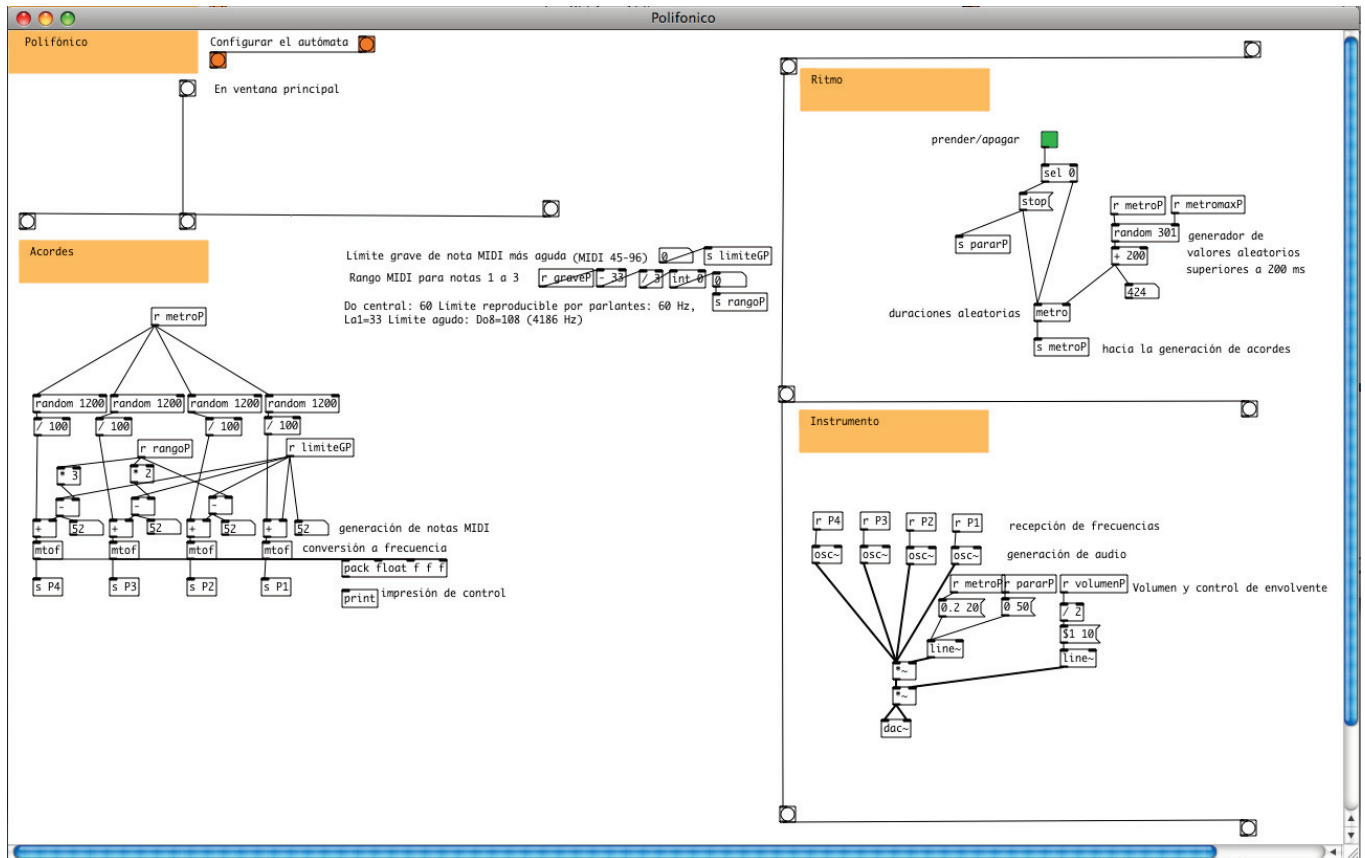 Polifonico
Polifónico
Configurar el autómata
En ventana principal
Acordes
Límite grave de nota MIDI más aguda (MIDI 45-96) 0 s limiteGP
Rango MIDI para notas 1 a 3 r graveP - 33 / 3 int 0 0
s rangoP
Do central: 60 Limite reproducible por parlantes: 60 Hz,
La1=33 Limite agudo: Do8=108 (4186 Hz)
r metroP
random 1200 random 1200 random 1200 random 1200
/ 100 / 100 / 100 / 100
r rangoP r limiteGP
* 3 * 2
- - -
+ 52 + 52 + 52 + 52 generación de notas MIDI
mtof mtof mtof mtof conversión a frecuencia
pack float f f f
s P4 s P3 s P2 s P1
print impresión de control
Ritmo
prender/apagar
sel 0
stop
s pararP
r metroP r metromaxP
random 301 generador de
+ 200 valores aleatorios
superiores a 200 ms
424
duraciones aleatorias metro
s metroP hacia la generación de acordes
Instrumento
r P4 r P3 r P2 r P1 recepción de frecuencias
osc~ osc~ osc~ osc~ generación de audio
r metroP r pararP r volumenP Volumen y control de envolvente
0.2 20 0 50 / 2
$1 10
line~ line~
*~
*~
dac~